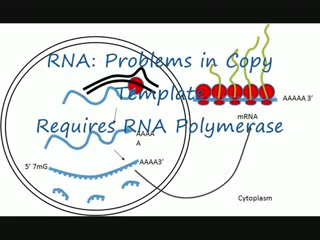 RNA: Problems in Copy
Template
Requires RNA Polymerase
AAAAA 3'
mRNA
AAAA
A
5' 7mG
AAAA3'
Cytoplasm